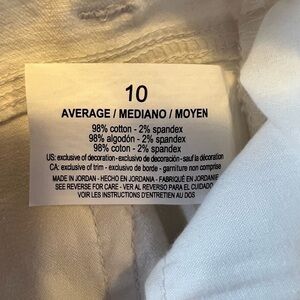 10
AVERAGE / MEDIANO / MOYEN
98% cotton - 2% spandex
98% algodón - 2% spandex
98% coton - 2% spandex
US: exclusive of decoration - exclusivo de decoración - sauf la décoration
CA: exclusive of trim - exclusivo de borde - garniture non comprise
MADE IN JORDAN - HECHO EN JORDANIA - FABRIQUÉ EN JORDANIE
SEE REVERSE FOR CARE - VER AL REVERSO PARA EL CUIDADO
VOIR LES INSTRUCTIONS D'ENTRETIEN AU DOS